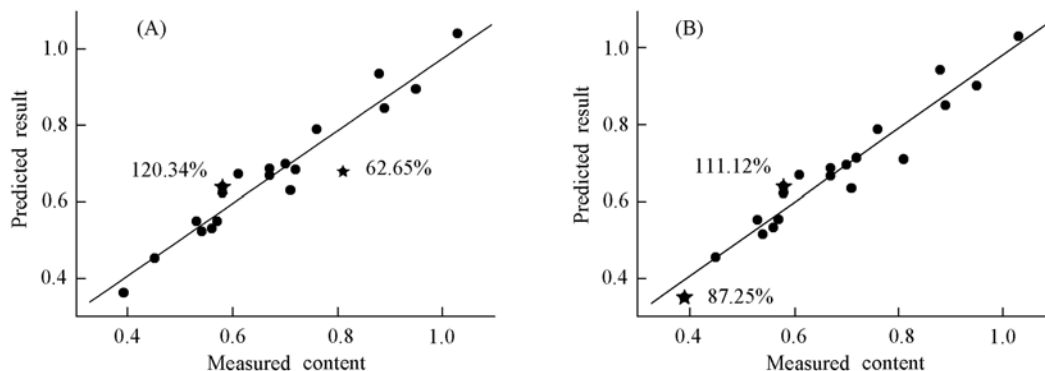 (A)
1.0
0.8
0.6
0.4
Predicted result
120.34%
62.65%
0.4 0.6 0.8 1.0
Measured content
(B)
1.0
0.8
0.6
0.4
Predicted result
111.12%
87.25%
0.4 0.6 0.8 1.0
Measured content